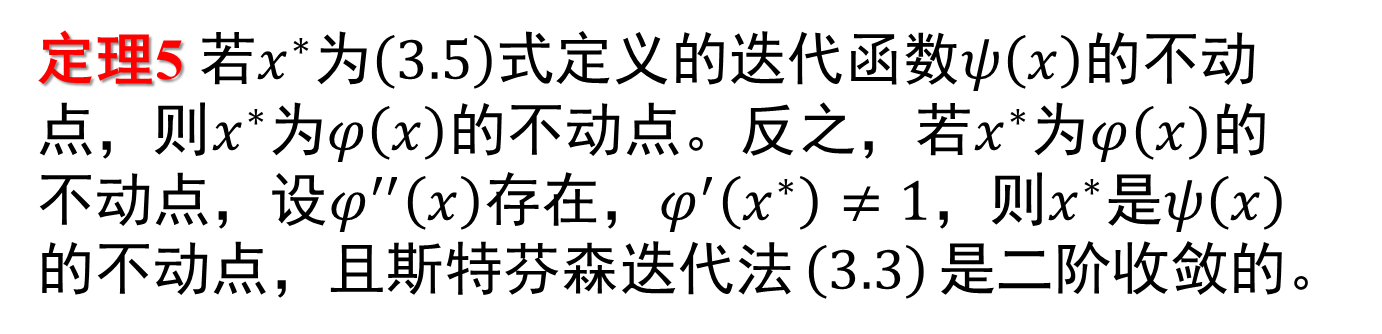 定理5 若x*为(3.5)式定义的迭代函数ψ(x)的不动
点，则x*为φ(x)的不动点。反之，若x*为φ(x)的
不动点，设φ′′(x)存在，φ′(x*) ≠ 1，则x*是ψ(x)
的不动点，且斯特芬森迭代法(3.3)是二阶收敛的。